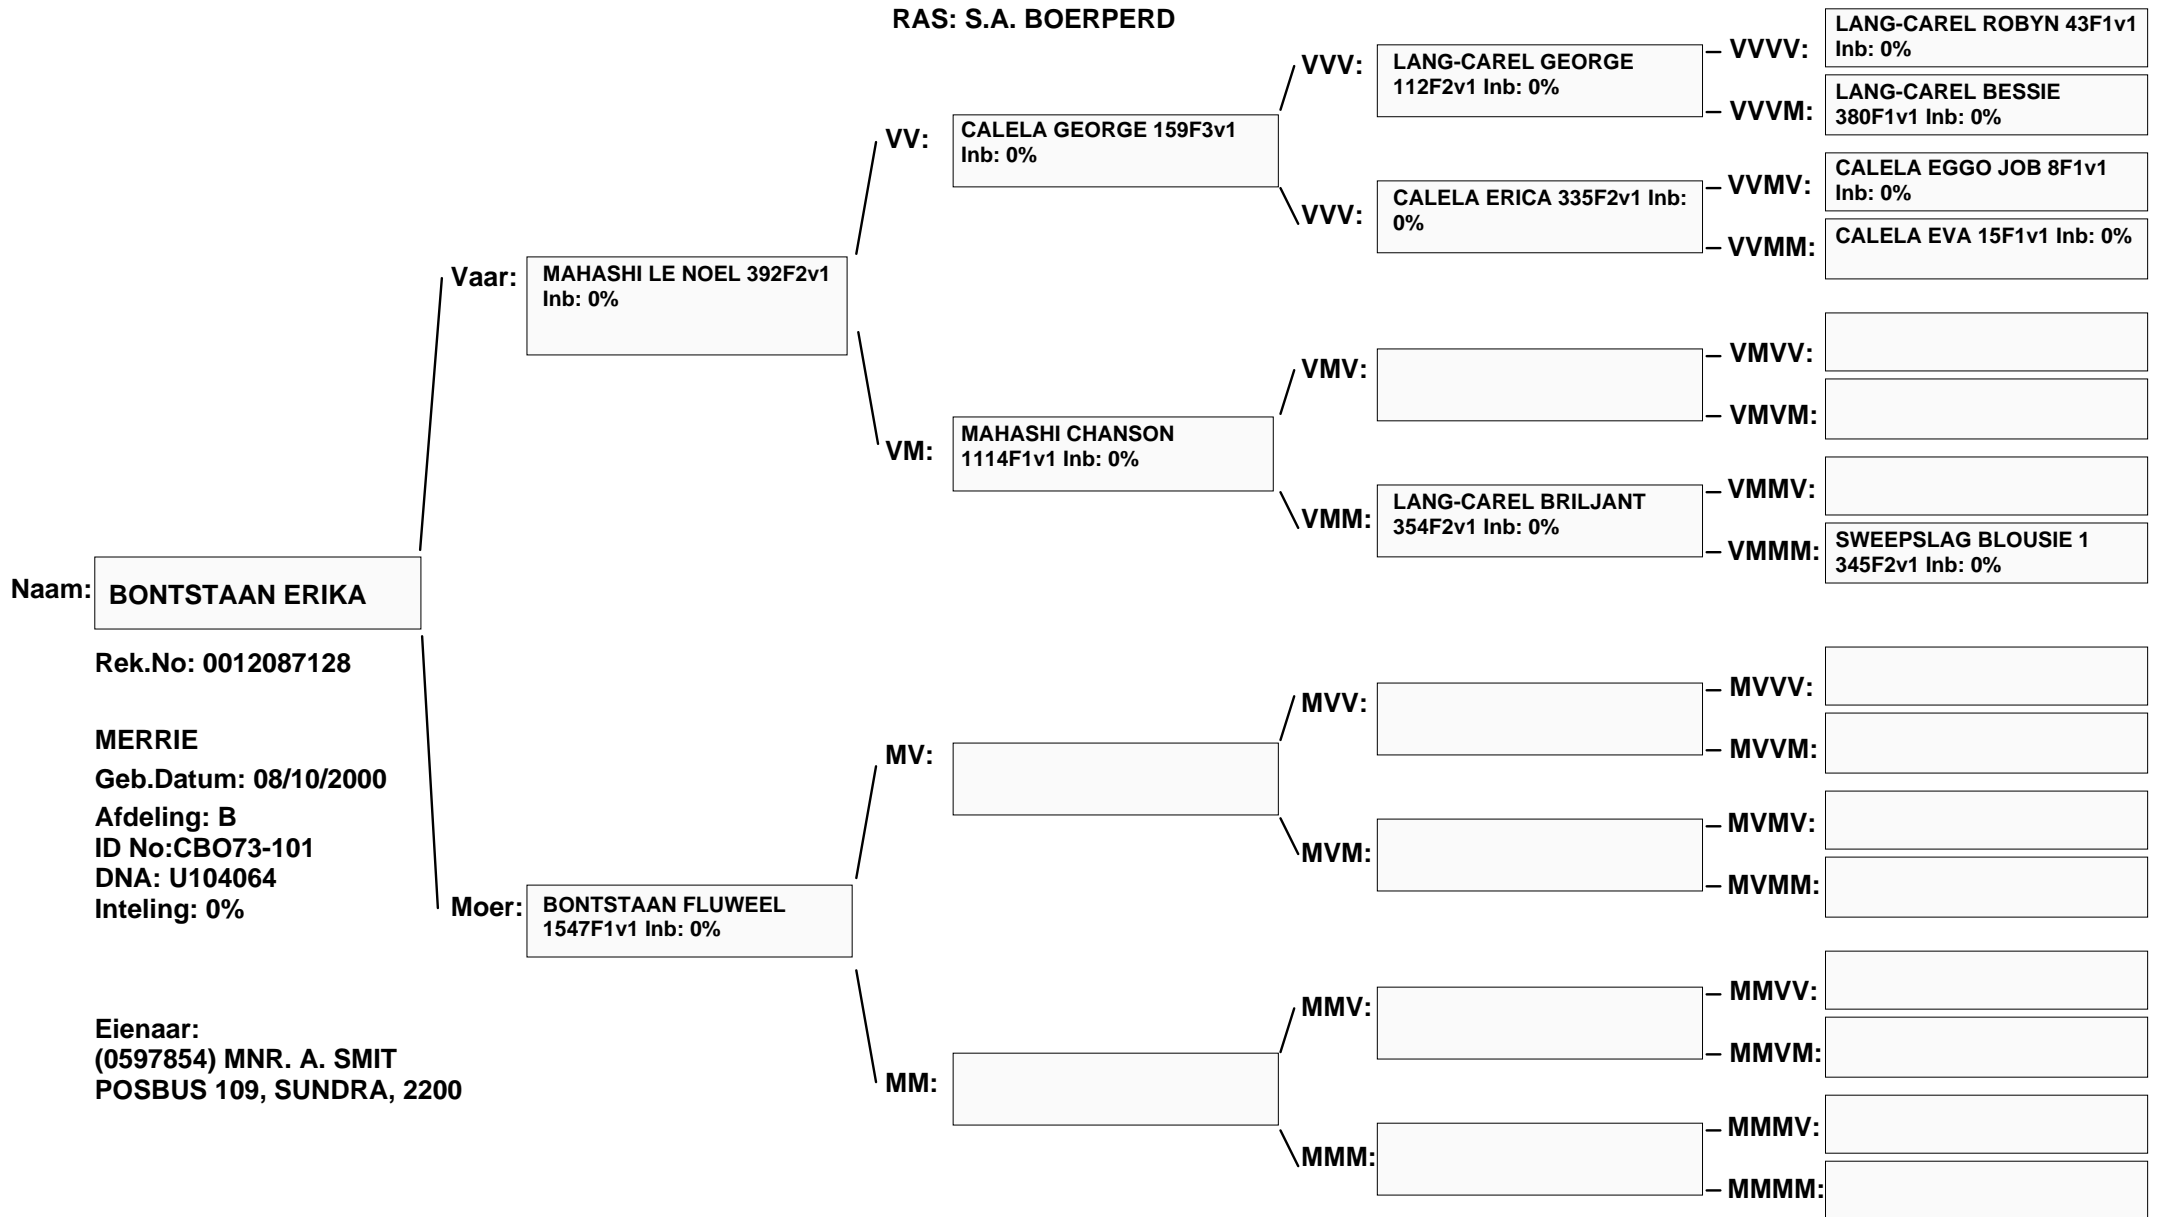 RAS: S.A. BOERPERD
Naam:
BONTSTAAN ERIKA
Rek.No: 0012087128
MERRIE
Geb.Datum: 08/10/2000
Afdeling: B
ID No:CBO73-101
DNA: U104064
Inteling: 0%
Eienaar:
(0597854) MNR. A. SMIT
POSBUS 109, SUNDRA, 2200
Vaar:
MAHASHI LE NOEL 392F2v1
Inb: 0%
Moer:
BONTSTAAN FLUWEEL
1547F1v1 Inb: 0%
VV:
CALELA GEORGE 159F3v1
Inb: 0%
VM:
MAHASHI CHANSON
1114F1v1 Inb: 0%
MV:
MM:
VVV:
LANG-CAREL GEORGE
112F2v1 Inb: 0%
VVV:
CALELA ERICA 335F2v1 Inb:
0%
VMV:
VMM:
LANG-CAREL BRILJANT
354F2v1 Inb: 0%
MVV:
MVM:
MMV:
MMM:
VVVV:
LANG-CAREL ROBYN 43F1v1
Inb: 0%
VVVM:
LANG-CAREL BESSIE
380F1v1 Inb: 0%
VVMV:
CALELA EGGO JOB 8F1v1
Inb: 0%
VVMM:
CALELA EVA 15F1v1 Inb: 0%
VMVV:
VMVM:
VMMV:
VMMM:
SWEEPSLAG BLOUSIE 1
345F2v1 Inb: 0%
MVVV:
MVVM:
MVMV:
MVMM:
MMVV:
MMVM:
MMMV:
MMMM: